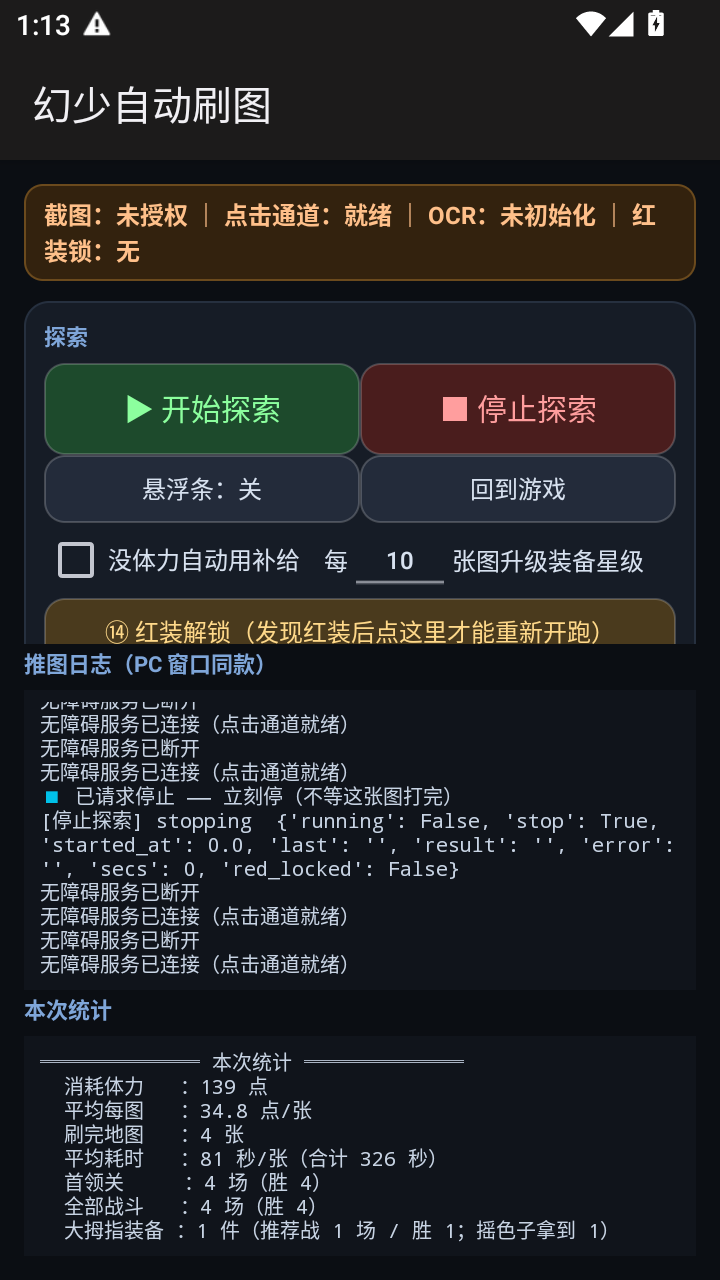 1:13
幻少自动刷图
截图：未授权 ｜ 点击通道：就绪 ｜ OCR：未初始化 ｜ 红
装锁：无
探索
▶ 开始探索
■ 停止探索
悬浮条：关
回到游戏
没体力自动用补给 每 10 张图升级装备星级
⑭ 红装解锁（发现红装后点这里才能重新开跑）
推图日志（PC 窗口同款）
无障碍服务已断开
无障碍服务已连接（点击通道就绪）
无障碍服务已断开
无障碍服务已连接（点击通道就绪）
■ 已请求停止 —— 立刻停（不等这张图打完）
[停止探索] stopping  {'running': False, 'stop': True,
'started_at': 0.0, 'last': '', 'result': '', 'error':
'', 'secs': 0, 'red_locked': False}
无障碍服务已断开
无障碍服务已连接（点击通道就绪）
无障碍服务已断开
无障碍服务已连接（点击通道就绪）
本次统计
════════════════ 本次统计 ════════════════
消耗体力 ：139 点
平均每图 ：34.8 点/张
刷完地图 ：4 张
平均耗时 ：81 秒/张（合计 326 秒）
首领关 ：4 场（胜 4）
全部战斗 ：4 场（胜 4）
大拇指装备 ：1 件（推荐战 1 场 / 胜 1；摇色子拿到 1）